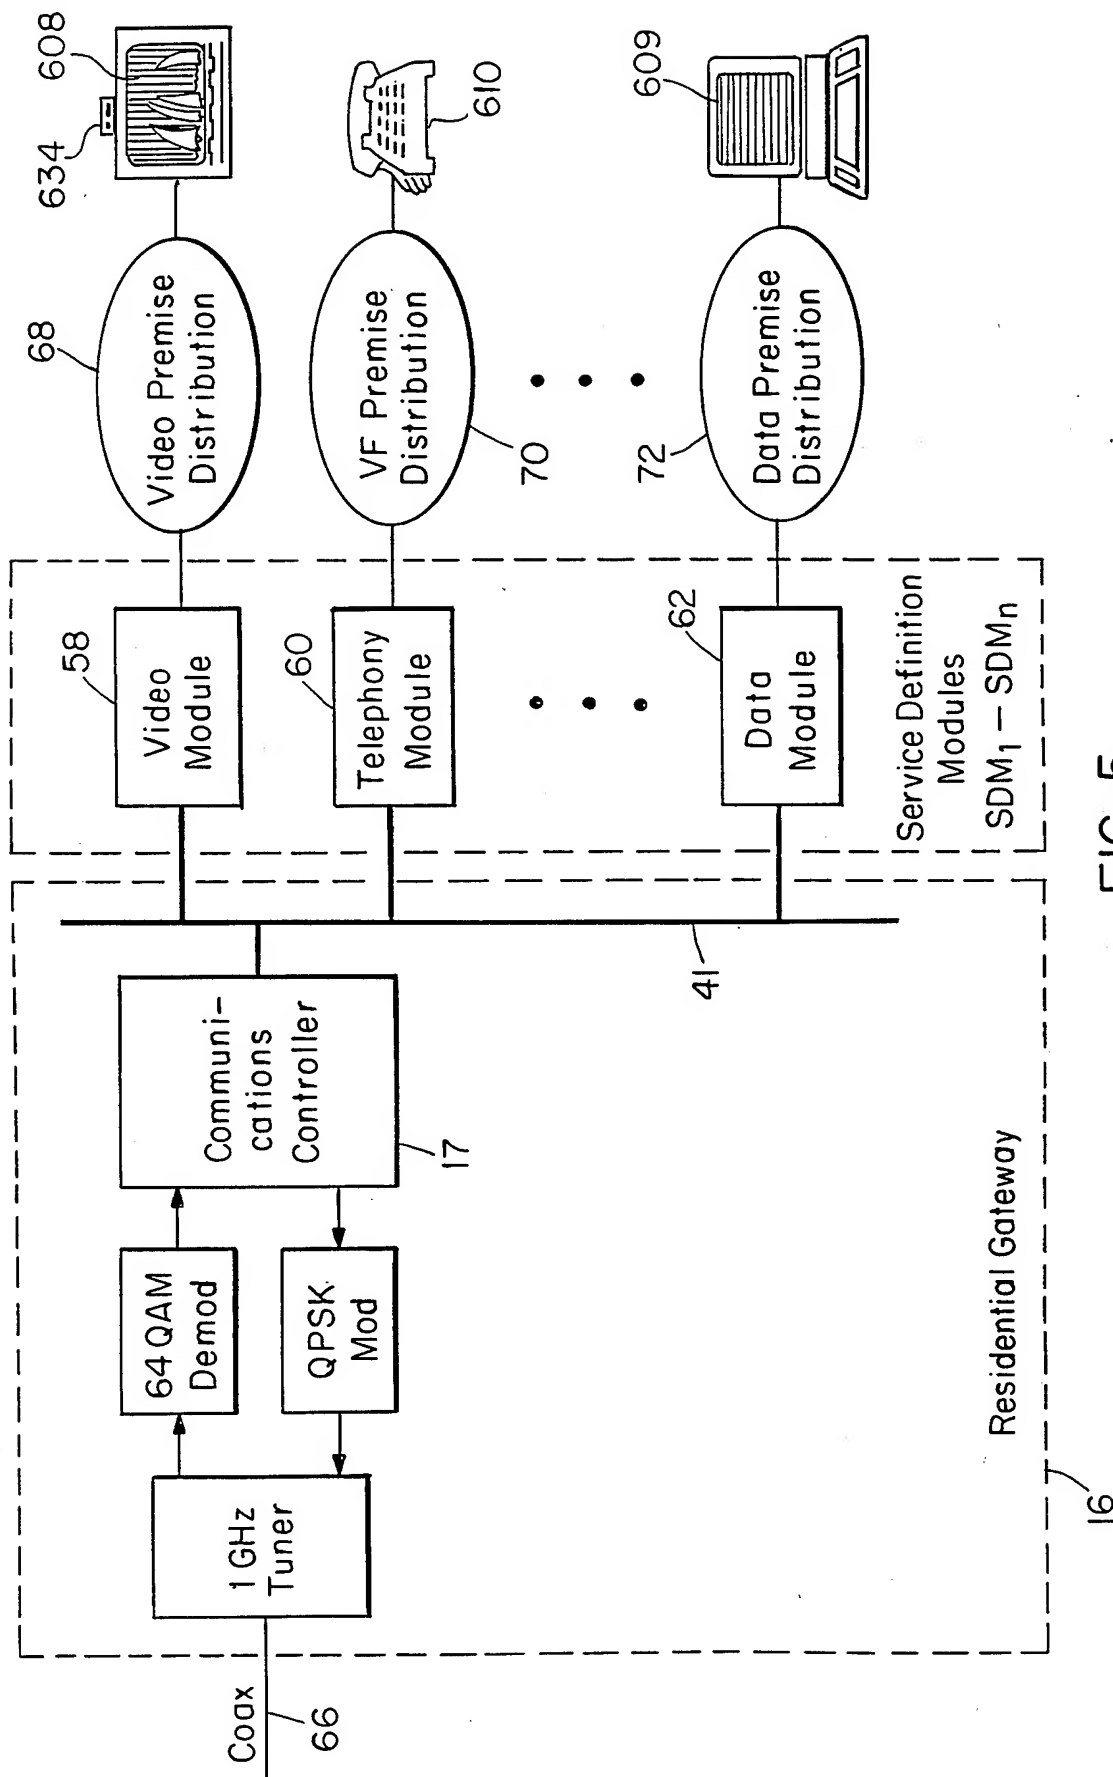 Coax
66
1 GHz
Tuner
64 QAM
Demod
QPSK
Mod
Communi-
cations
Controller
17
41
Residential Gateway
16
Video
Module
58
Telephony
Module
60
Data
Module
62
Service Definition
Modules
SDM₁ — SDMₙ
Video Premise
Distribution
68
VF Premise
Distribution
70
Data Premise
Distribution
72
634
608
610
609
FIG. 5